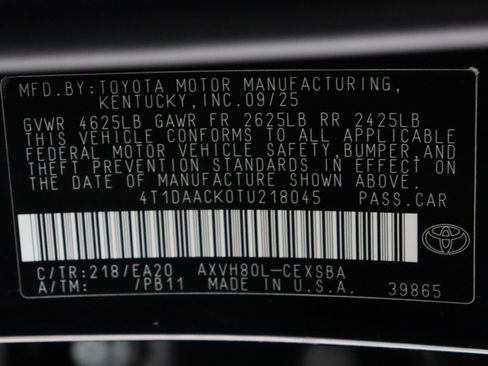 MFD.BY:TOYOTA MOTOR MANUFACTURING,
KENTUCKY,INC.09/25
GVWR 4625LB GAWR FR 2625LB RR 2425LB
THIS VEHICLE CONFORMS TO ALL APPLICABLE
FEDERAL MOTOR VEHICLE SAFETY,BUMPER,AND
THEFT PREVENTION STANDARDS IN EFFECT ON
THE DATE OF MANUFACTURE SHOWN ABOVE.
4T1DAACK0TU218045 PASS.CAR
C/TR:218/EA20 AXVH80L-CEXSBA
A/TM: /PB11 MADE IN U.S.A. 39865